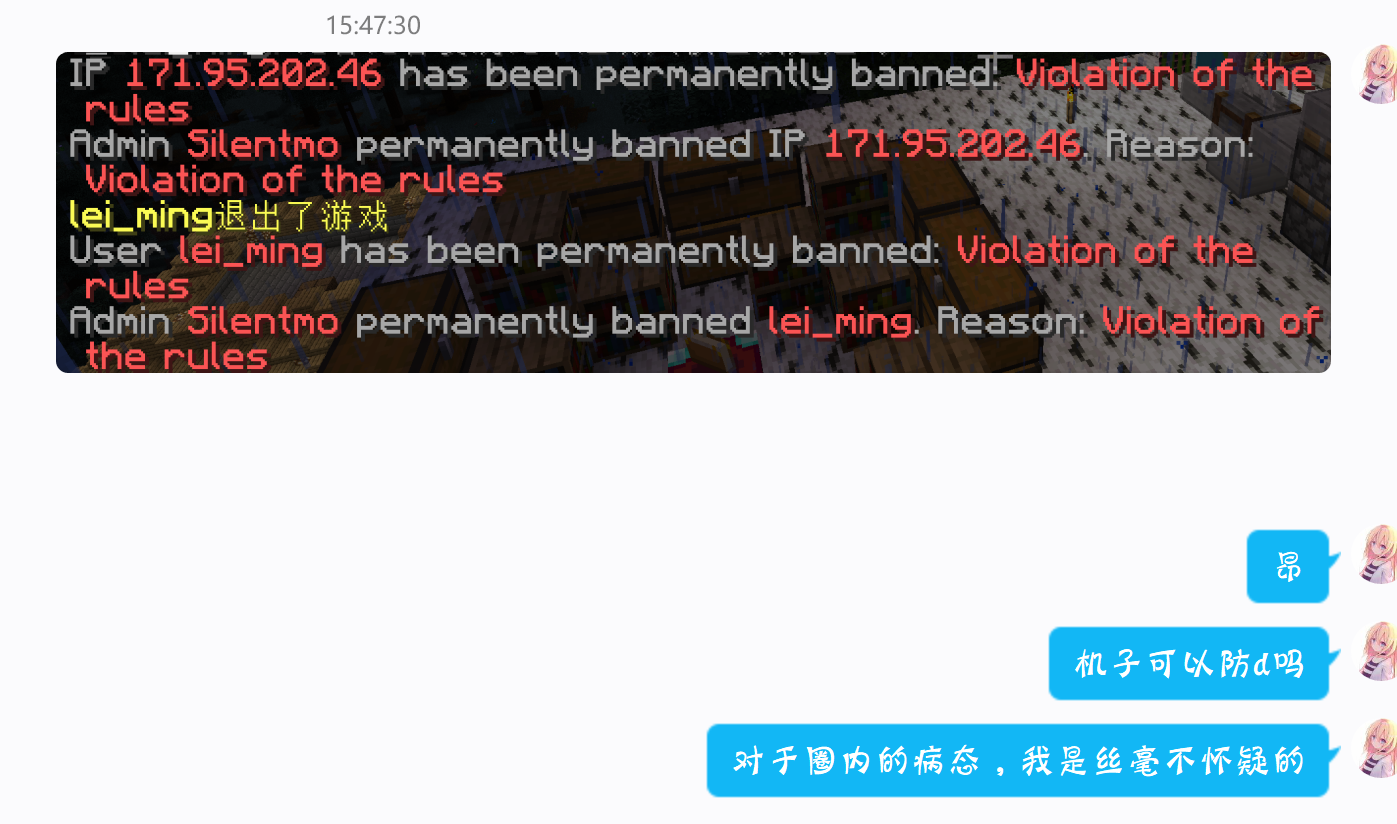 15:47:30
IP 171.95.202.46 has been permanently banned: Violation of the
rules
Admin Silentmo permanently banned IP 171.95.202.46. Reason:
Violation of the rules
lei_ming退出了游戏
User lei_ming has been permanently banned: Violation of the
rules
Admin Silentmo permanently banned lei_ming. Reason: Violation of
the rules
昂
机子可以防d吗
对于圈内的病态，我是丝毫不怀疑的